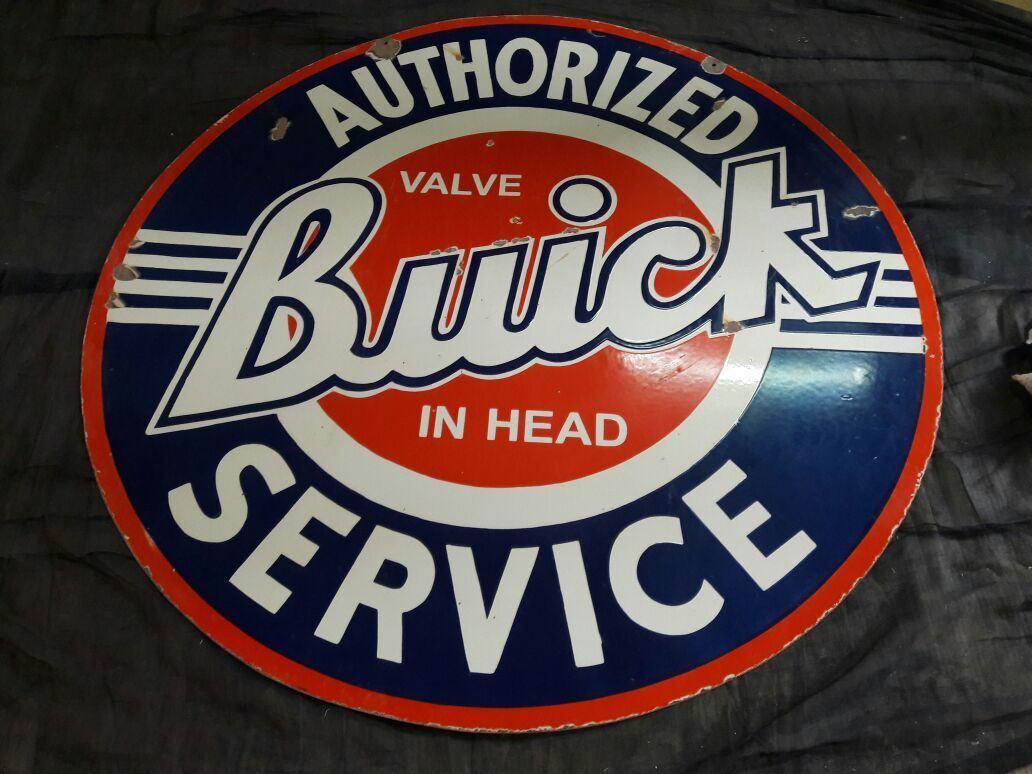 AUTHORIZED
VALVE
Buick
IN HEAD
SERVICE